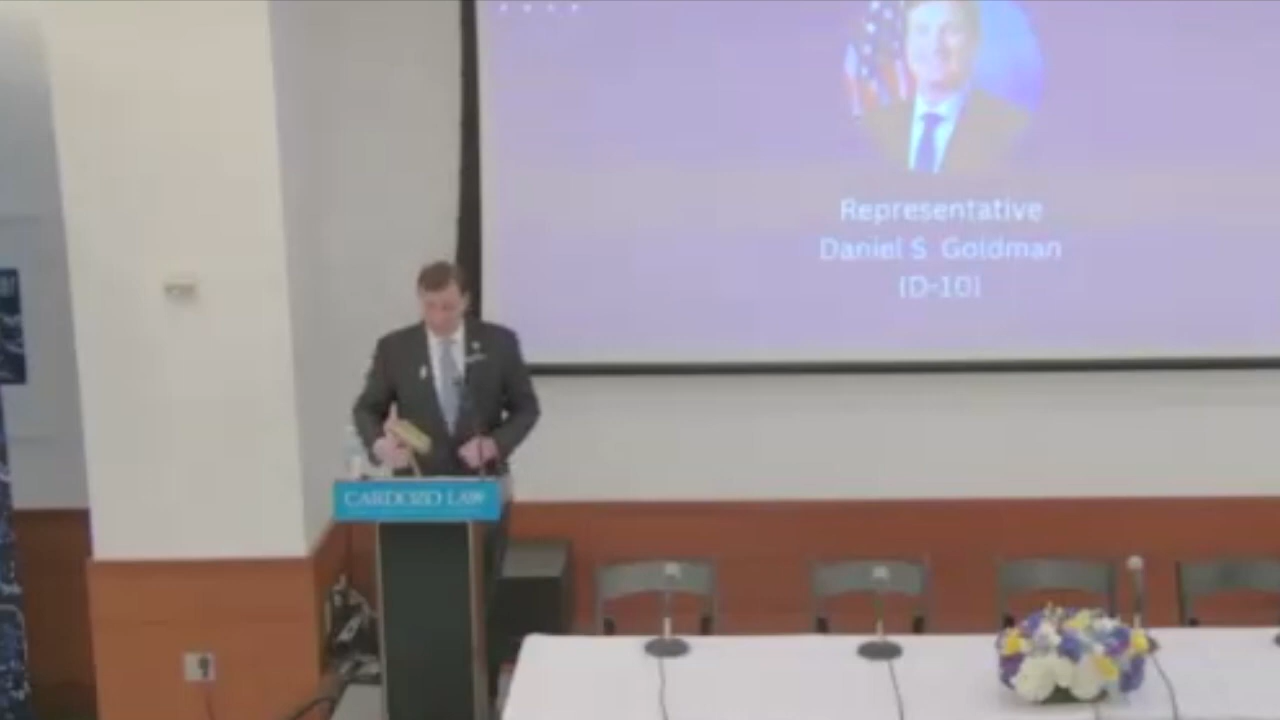 Representative
Daniel S. Goldman
(D-10)
CARDOZO LAW